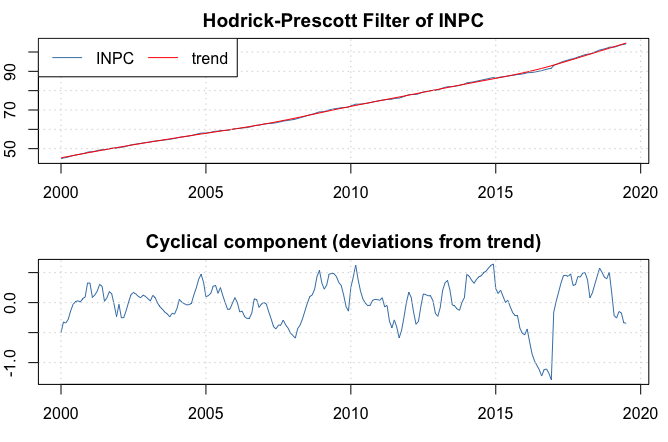 Hodrick-Prescott Filter of INPC
INPC trend
90
70
50
2000 2005 2010 2015 2020
Cyclical component (deviations from trend)
0.0
-1.0
2000 2005 2010 2015 2020